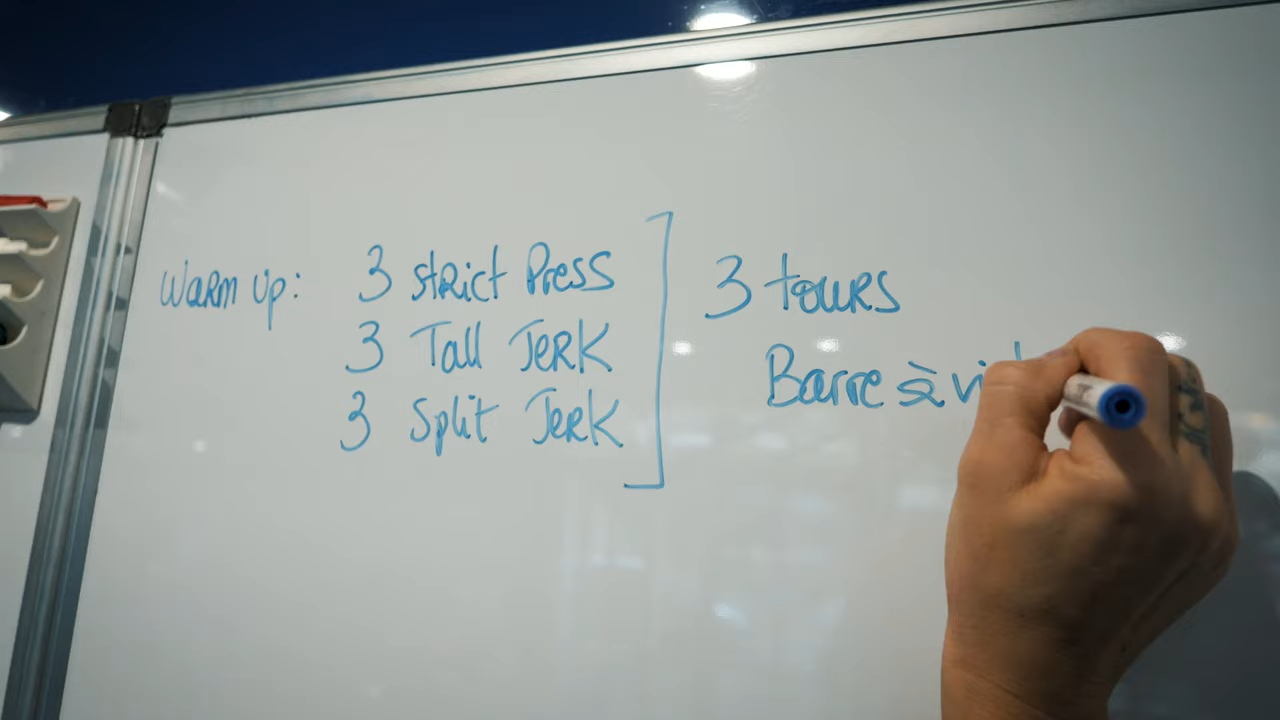 Warm up: 3 Strict Press
3 Tall Jerk
3 Split Jerk
3 tours
Barre à